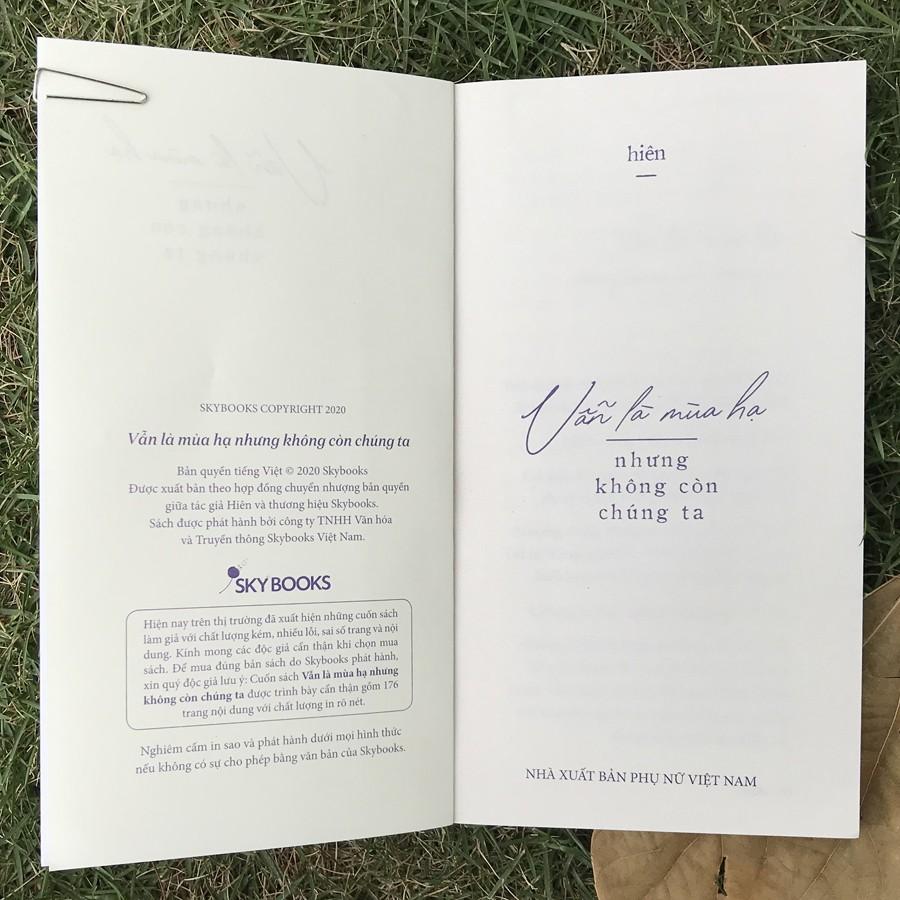 SKYBOOKS COPYRIGHT 2020
Vẫn là mùa hạ nhưng không còn chúng ta
Bản quyền tiếng Việt © 2020 Skybooks
Được xuất bản theo hợp đồng chuyển nhượng bản quyền
giữa tác giả Hiên và thương hiệu Skybooks.
Sách được phát hành bởi công ty TNHH Văn hóa
và Truyền thông Skybooks Việt Nam.
SKYBOOKS
Hiện nay trên thị trường đã xuất hiện những cuốn sách
làm giả với chất lượng kém, nhiều lỗi, sai số trang và nội
dung. Kính mong các độc giả cẩn thận khi chọn mua
sách. Để mua đúng bản sách do Skybooks phát hành,
xin quý độc giả lưu ý: Cuốn sách Vẫn là mùa hạ nhưng
không còn chúng ta được trình bày cẩn thận gồm 176
trang nội dung với chất lượng in rõ nét.
Nghiêm cấm in sao và phát hành dưới mọi hình thức
nếu không có sự cho phép bằng văn bản của Skybooks.
hiên
Vẫn là mùa hạ
nhưng
không còn
chúng ta
NHÀ XUẤT BẢN PHỤ NỮ VIỆT NAM